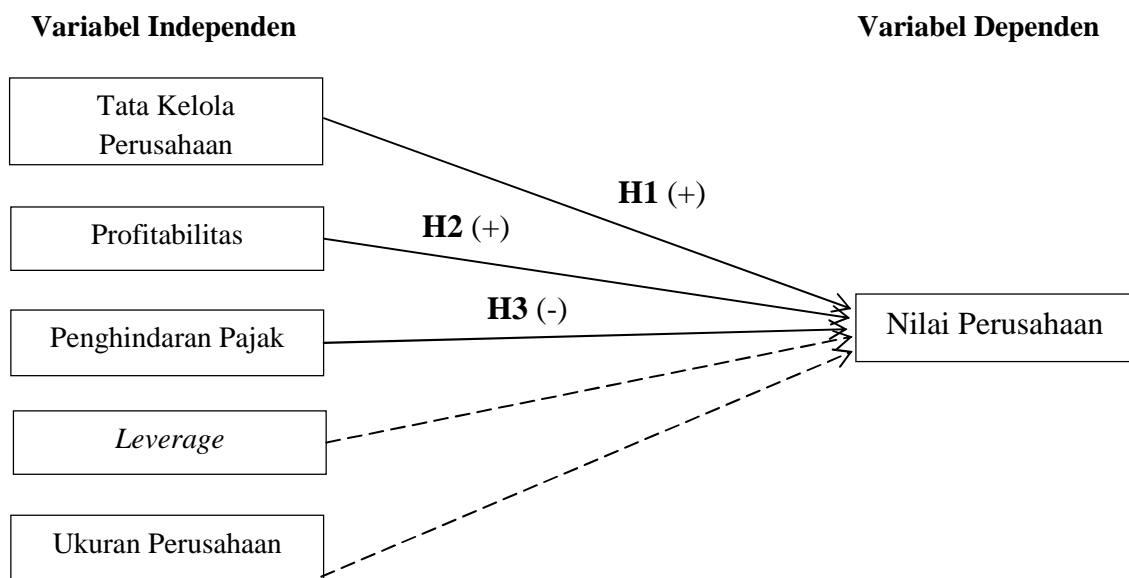 Variabel Independen
Variabel Dependen
Tata Kelola
Perusahaan
H1 (+)
Profitabilitas
H2 (+)
H3 (-)
Penghindaran Pajak
Nilai Perusahaan
Leverage
Ukuran Perusahaan